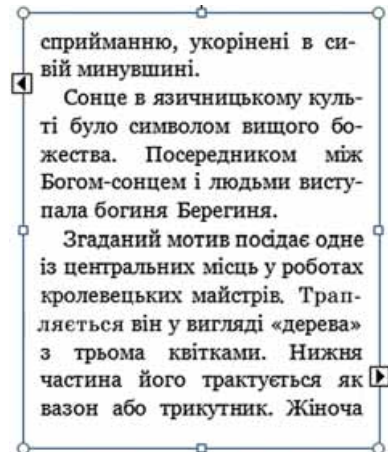 сприйманню, укорінені в си-
вій минувшині.
Сонце в язичницькому куль-
ті було символом вищого бо-
жества. Посередником між
Богом-сонцем і людьми висту-
пала богиня Берегиня.
Згаданий мотив посідає одне
із центральних місць у роботах
кролевецьких майстрів. Трап-
ляється він у вигляді «дерева»
з трьома квітками. Нижня
частина його трактується як
вазон або трикутник. Жіноча